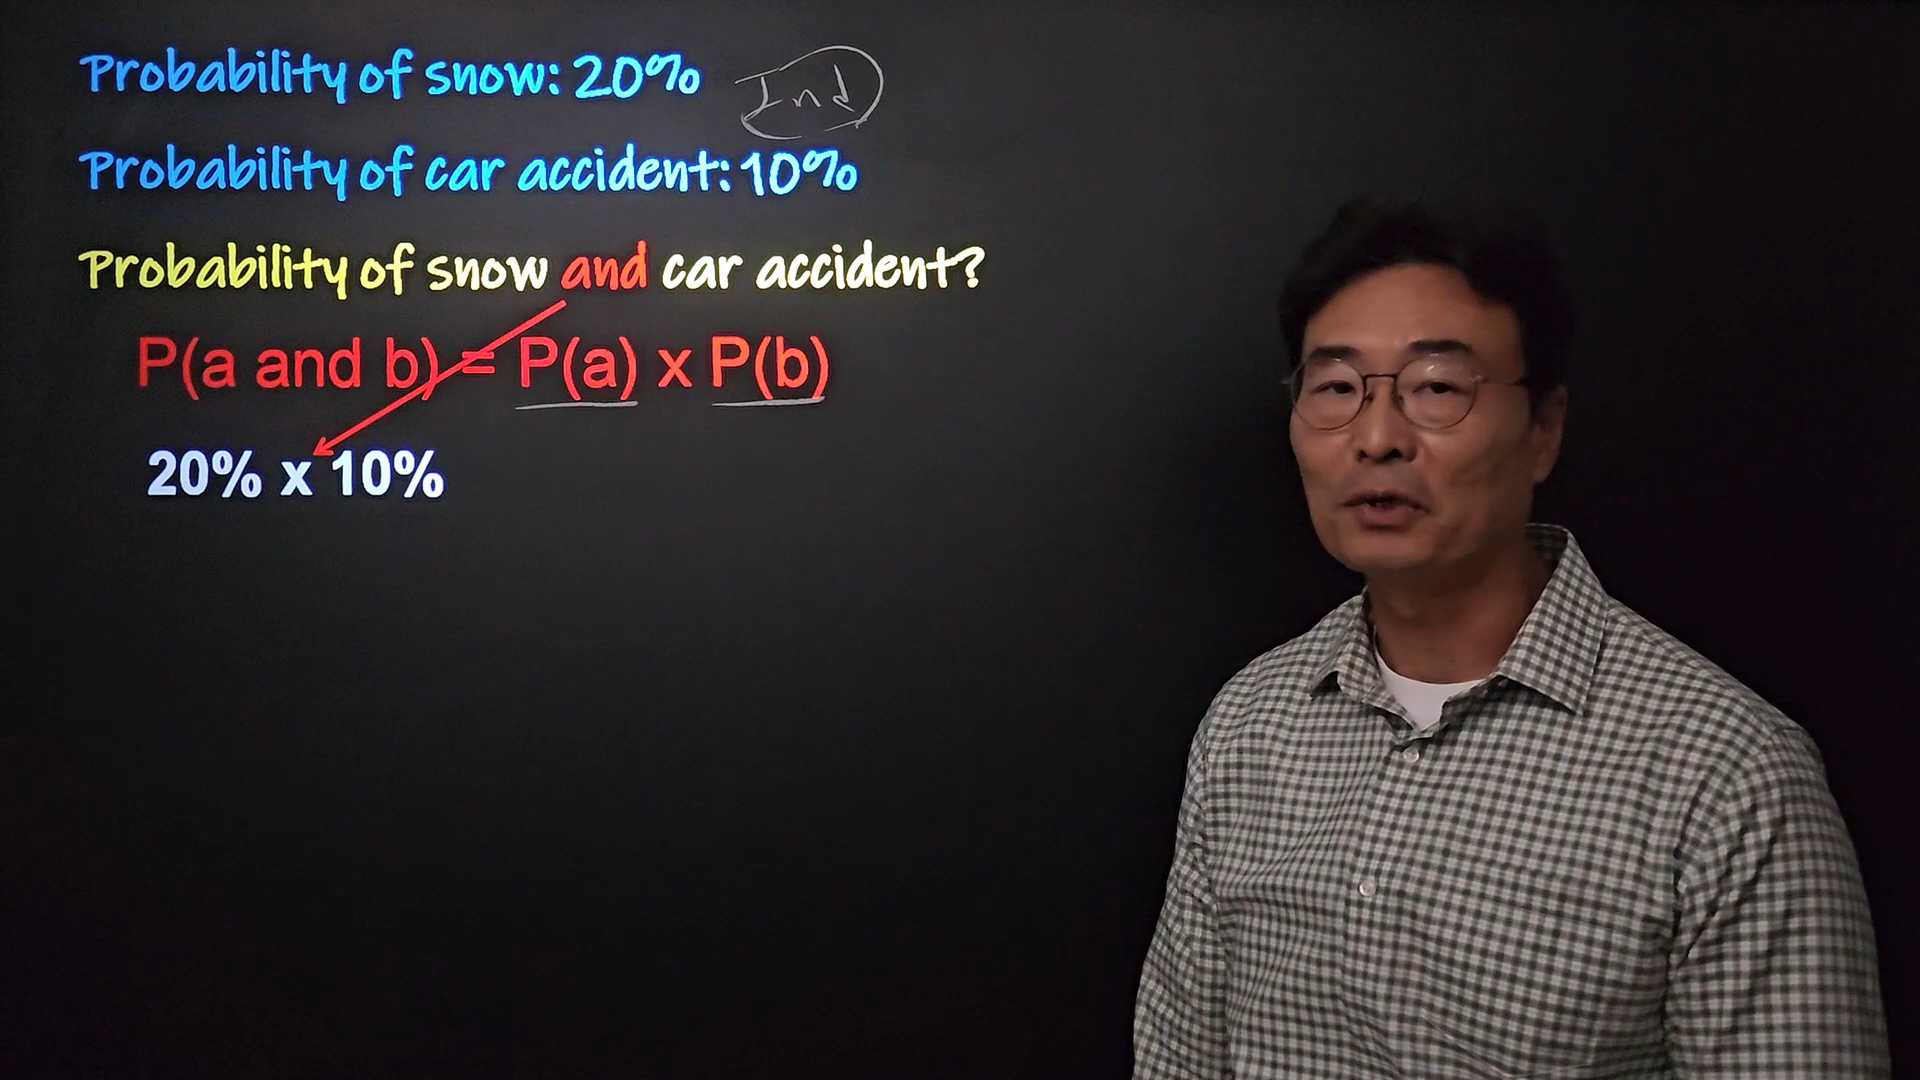 Probability of snow: 20%
Ind
Probability of car accident: 10%
Probability of snow and car accident?
P(a and b) = P(a) x P(b)
20% x 10%